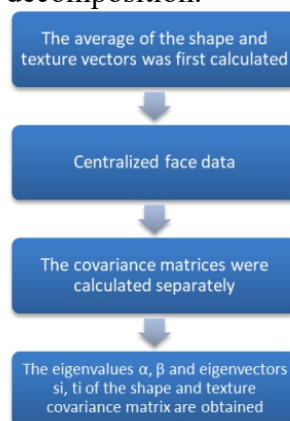 decomposition.
The average of the shape and
texture vectors was first calculated
Centralized face data
The covariance matrices were
calculated separately
The eigenvalues α, β and eigenvectors
si, ti of the shape and texture
covariance matrix are obtained